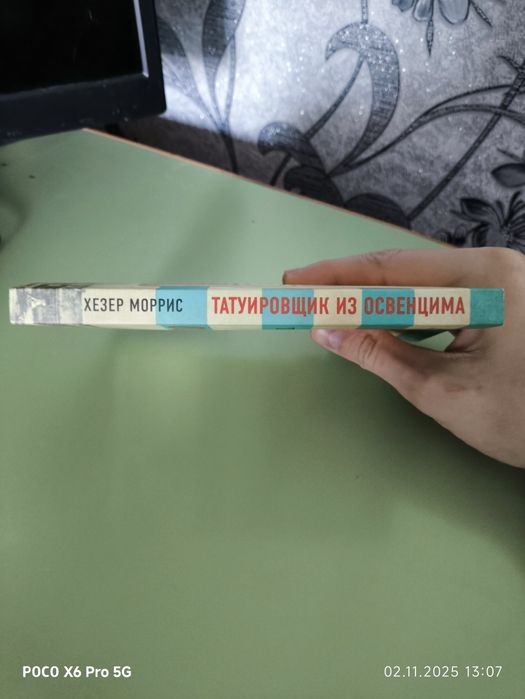 ХЕЗЕР МОРРИС ТАТУИРОВЩИК ИЗ ОСВЕНЦИМА
POCO X6 Pro 5G
02.11.2025 13:07